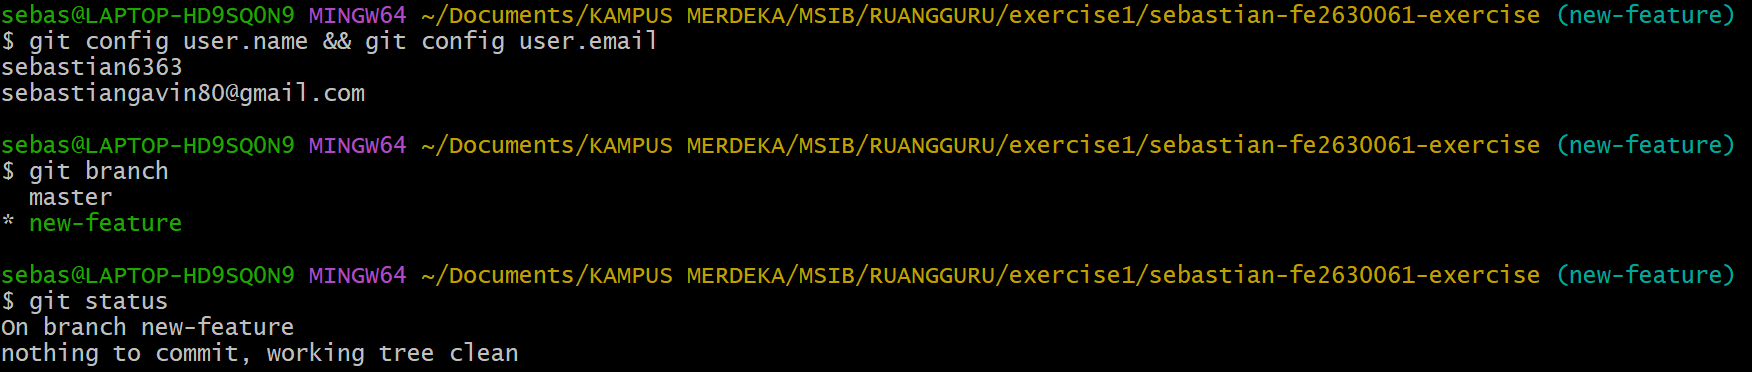 sebas@LAPTOP-HD9SQ0N9 MINGW64 ~/Documents/KAMPUS MERDEKA/MSIB/RUANGGURU/exercise1/sebastian-fe2630061-exercise (new-feature)
$ git config user.name && git config user.email
sebastian6363
sebastiangavin80@gmail.com
sebas@LAPTOP-HD9SQ0N9 MINGW64 ~/Documents/KAMPUS MERDEKA/MSIB/RUANGGURU/exercise1/sebastian-fe2630061-exercise (new-feature)
$ git branch
  master
* new-feature
sebas@LAPTOP-HD9SQ0N9 MINGW64 ~/Documents/KAMPUS MERDEKA/MSIB/RUANGGURU/exercise1/sebastian-fe2630061-exercise (new-feature)
$ git status
On branch new-feature
nothing to commit, working tree clean